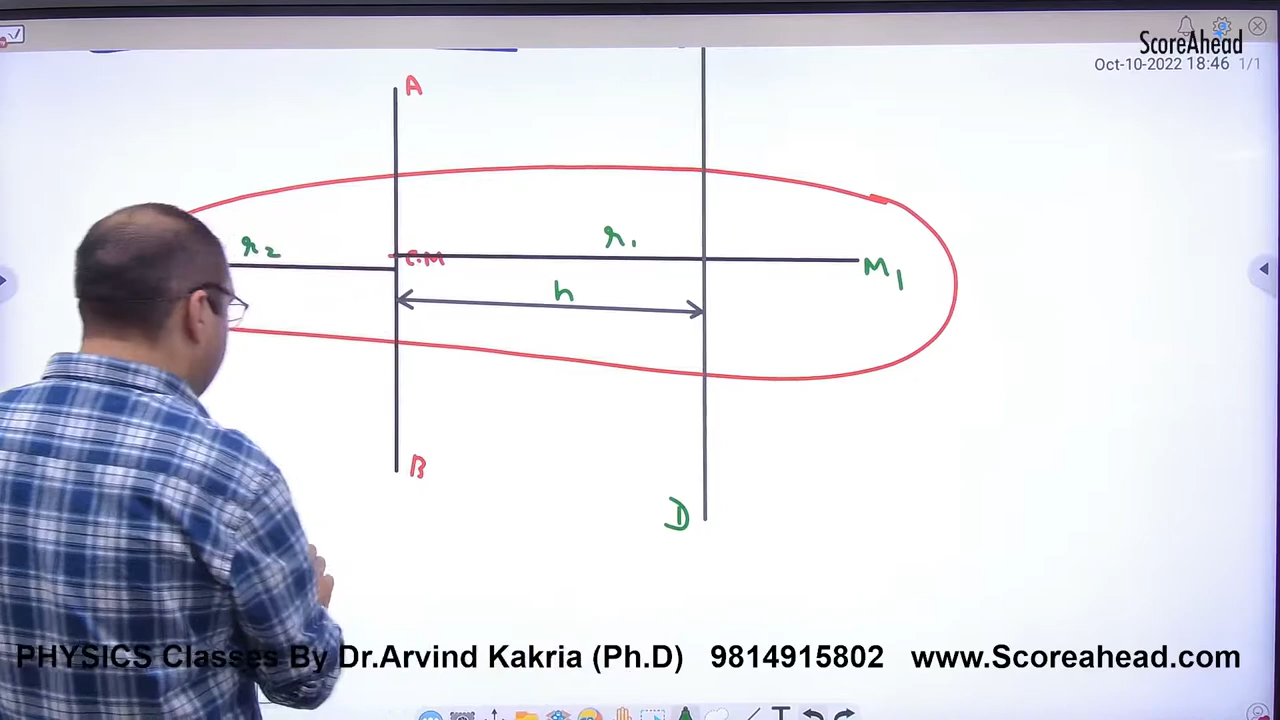 ScoreAhead
Oct-10-2022 18:46 1/1
A
r2
C.M
r1
M1
h
B
D
PHYSICS Classes By Dr.Arvind Kakria (Ph.D) 9814915802 www.Scoreahead.com